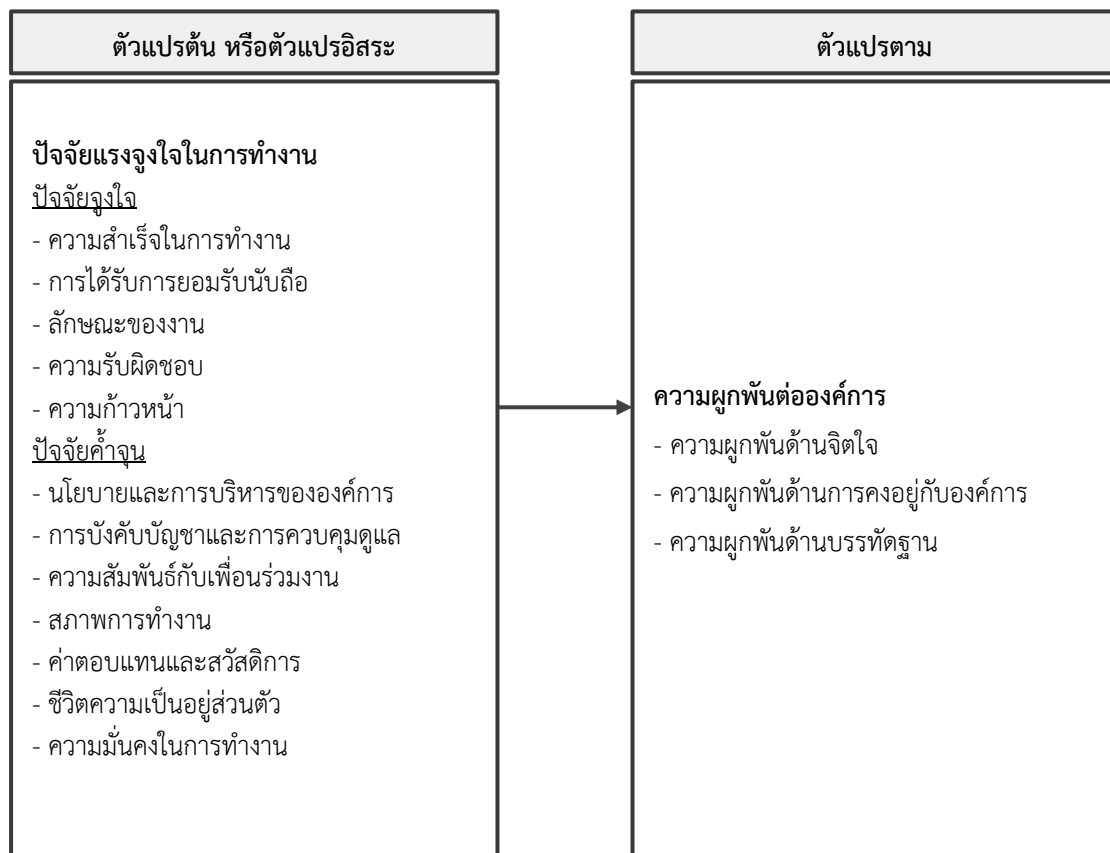 ตัวแปรต้น หรือตัวแปรอิสระ
ปัจจัยแรงจูงใจในการทำงาน
ปัจจัยจูงใจ
- ความสำเร็จในการทำงาน
- การได้รับการยอมรับนับถือ
- ลักษณะของงาน
- ความรับผิดชอบ
- ความก้าวหน้า
ปัจจัยค้ำจุน
- นโยบายและการบริหารขององค์การ
- การบังคับบัญชาและการควบคุมดูแล
- ความสัมพันธ์กับเพื่อนร่วมงาน
- สภาพการทำงาน
- ค่าตอบแทนและสวัสดิการ
- ชีวิตความเป็นอยู่ส่วนตัว
- ความมั่นคงในการทำงาน
ตัวแปรตาม
ความผูกพันต่อองค์การ
- ความผูกพันด้านจิตใจ
- ความผูกพันด้านการคงอยู่กับองค์การ
- ความผูกพันด้านบรรทัดฐาน